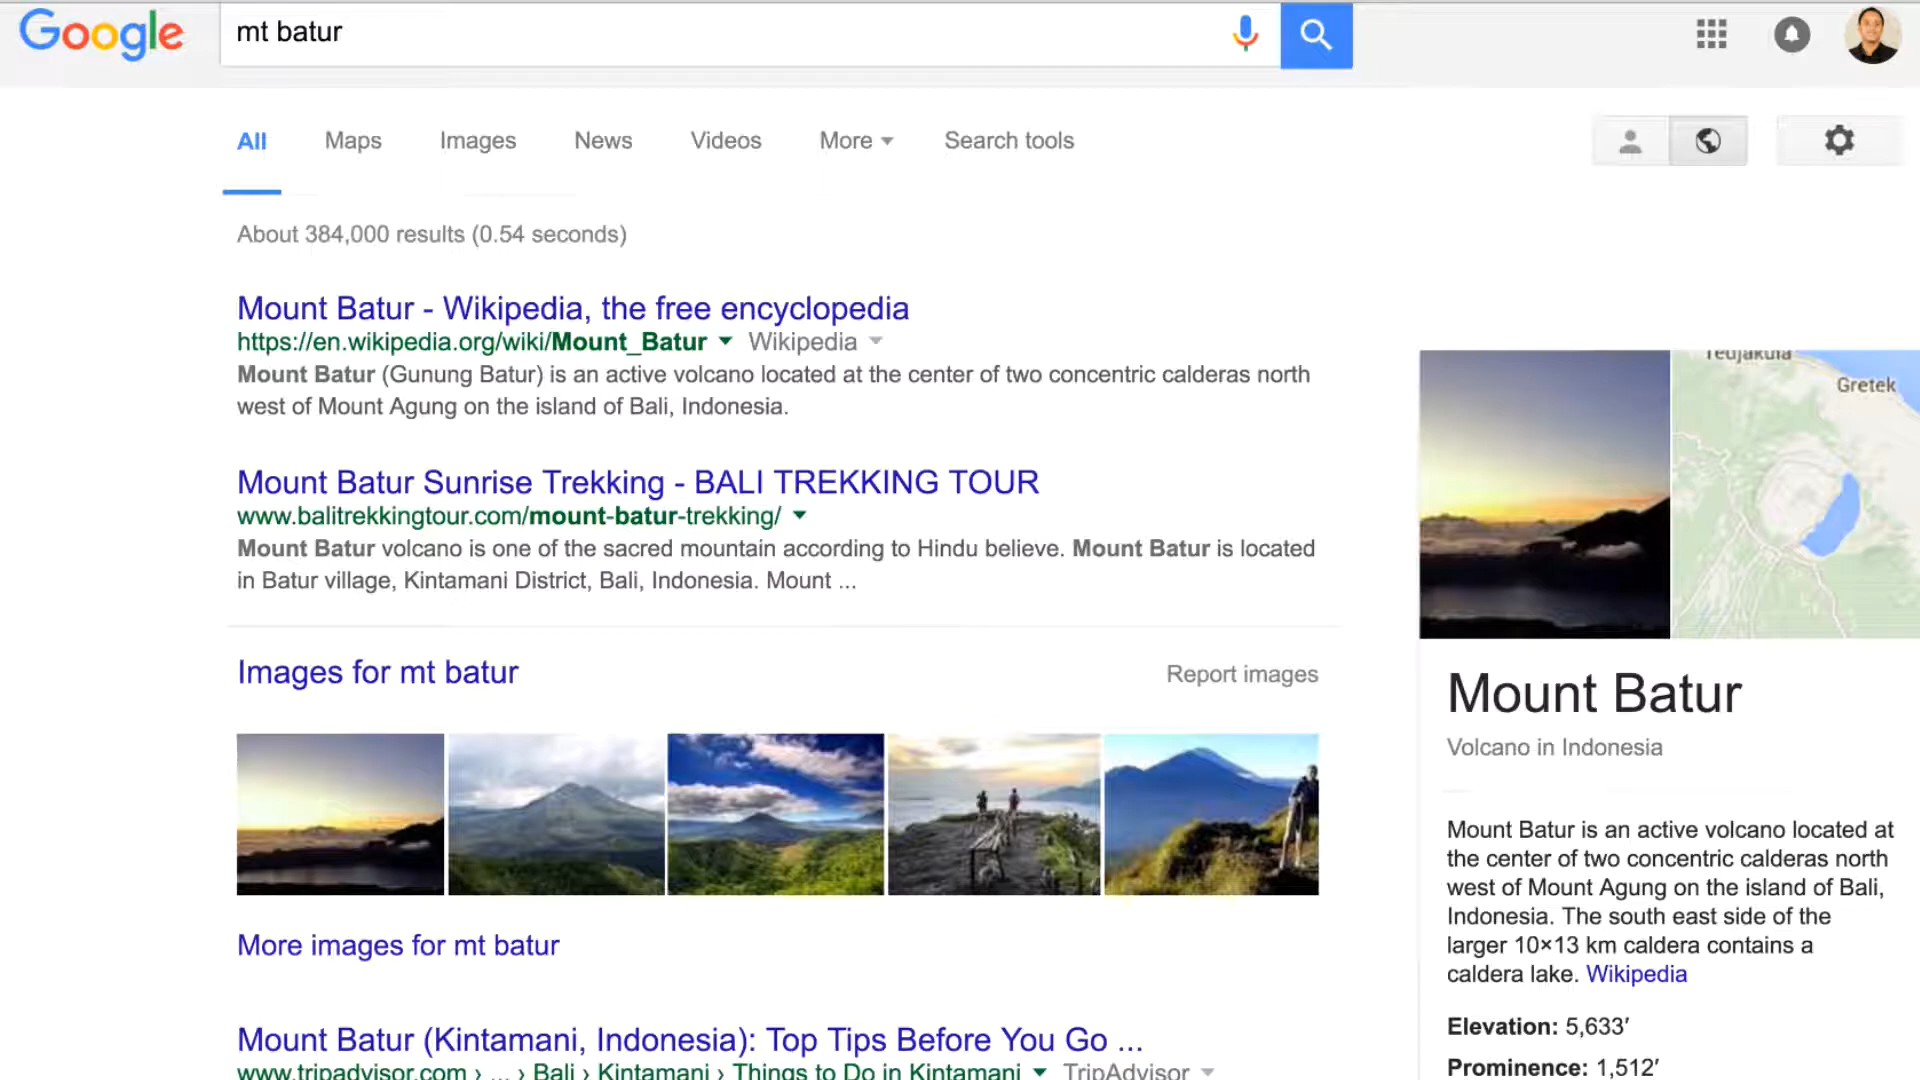 Google
mt batur
All Maps Images News Videos More Search tools
About 384,000 results (0.54 seconds)
Mount Batur - Wikipedia, the free encyclopedia
https://en.wikipedia.org/wiki/Mount_Batur Wikipedia
Mount Batur (Gunung Batur) is an active volcano located at the center of two concentric calderas north
west of Mount Agung on the island of Bali, Indonesia.
Mount Batur Sunrise Trekking - BALI TREKKING TOUR
www.balitrekkingtour.com/mount-batur-trekking/
Mount Batur volcano is one of the sacred mountain according to Hindu believe. Mount Batur is located
in Batur village, Kintamani District, Bali, Indonesia. Mount ...
Images for mt batur
Report images
More images for mt batur
Mount Batur (Kintamani, Indonesia): Top Tips Before You Go ...
www.tripadvisor.com › ... › Bali › Kintamani › Things to Do in Kintamani TripAdvisor
Tedjakula
Gretek
Mount Batur
Volcano in Indonesia
Mount Batur is an active volcano located at
the center of two concentric calderas north
west of Mount Agung on the island of Bali,
Indonesia. The south east side of the
larger 10×13 km caldera contains a
caldera lake. Wikipedia
Elevation: 5,633′
Prominence: 1,512′